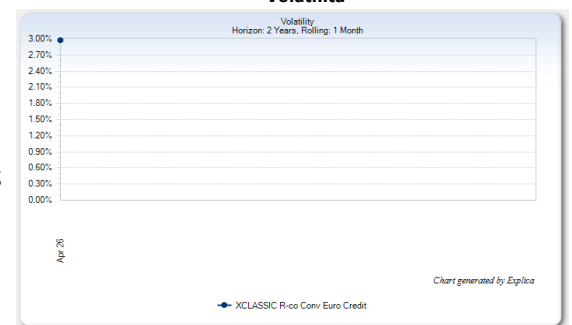 Volatility
Horizon: 2 Years, Rolling: 1 Month
3.00%
2.70%
2.40%
2.10%
1.80%
1.50%
1.20%
0.90%
0.60%
0.30%
0.00%
Apr 26
Chart generated by Explica
XCLASSIC R-co Conv Euro Credit